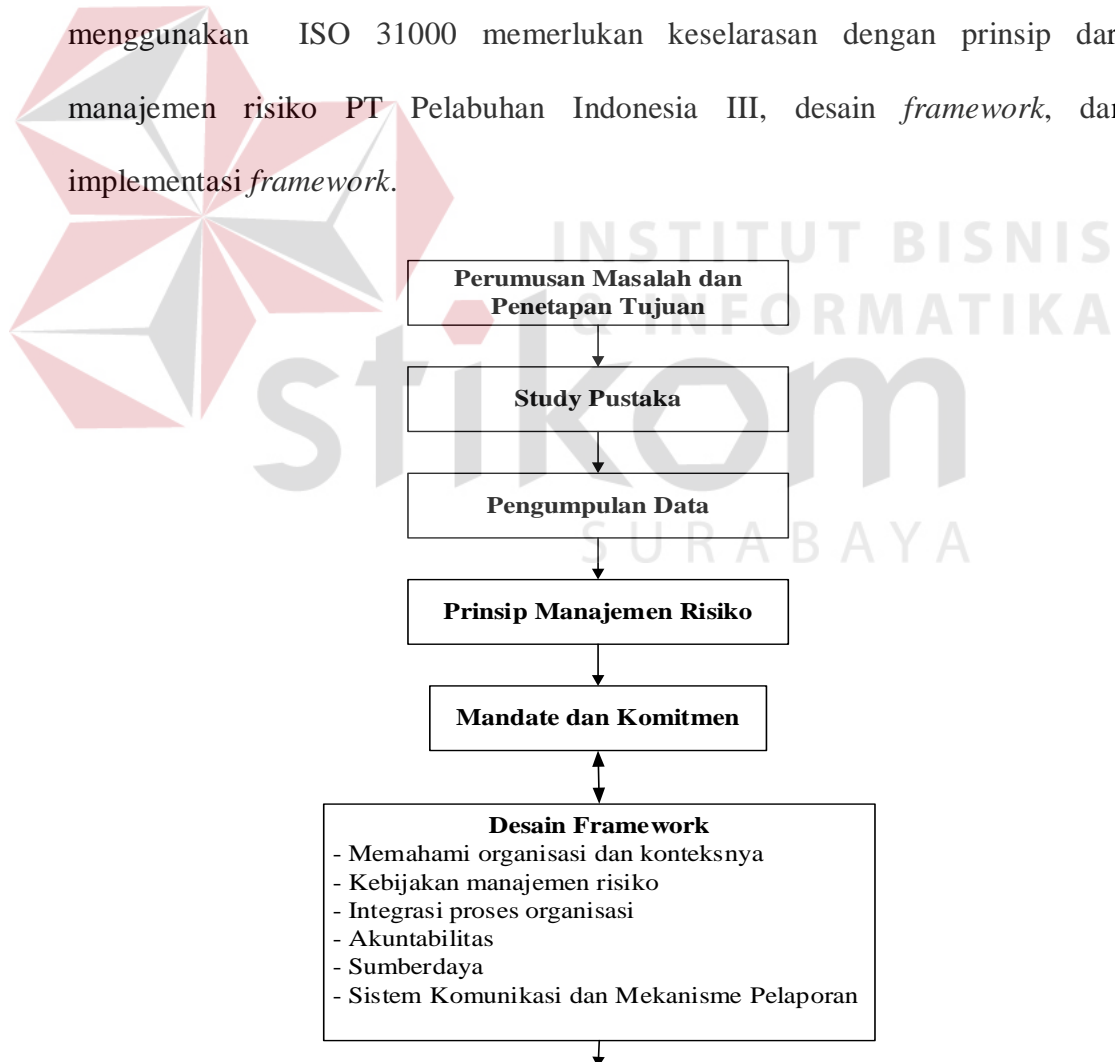 menggunakan ISO 31000 memerlukan keselarasan dengan prinsip dari
manajemen risiko PT Pelabuhan Indonesia III, desain framework, dan
implementasi framework.
INSTITUT BISNIS
& INFORMATIKA
stikom
SURABAYA
Perumusan Masalah dan
Penetapan Tujuan
Study Pustaka
Pengumpulan Data
Prinsip Manajemen Risiko
Mandate dan Komitmen
Desain Framework
- Memahami organisasi dan konteksnya
- Kebijakan manajemen risiko
- Integrasi proses organisasi
- Akuntabilitas
- Sumberdaya
- Sistem Komunikasi dan Mekanisme Pelaporan